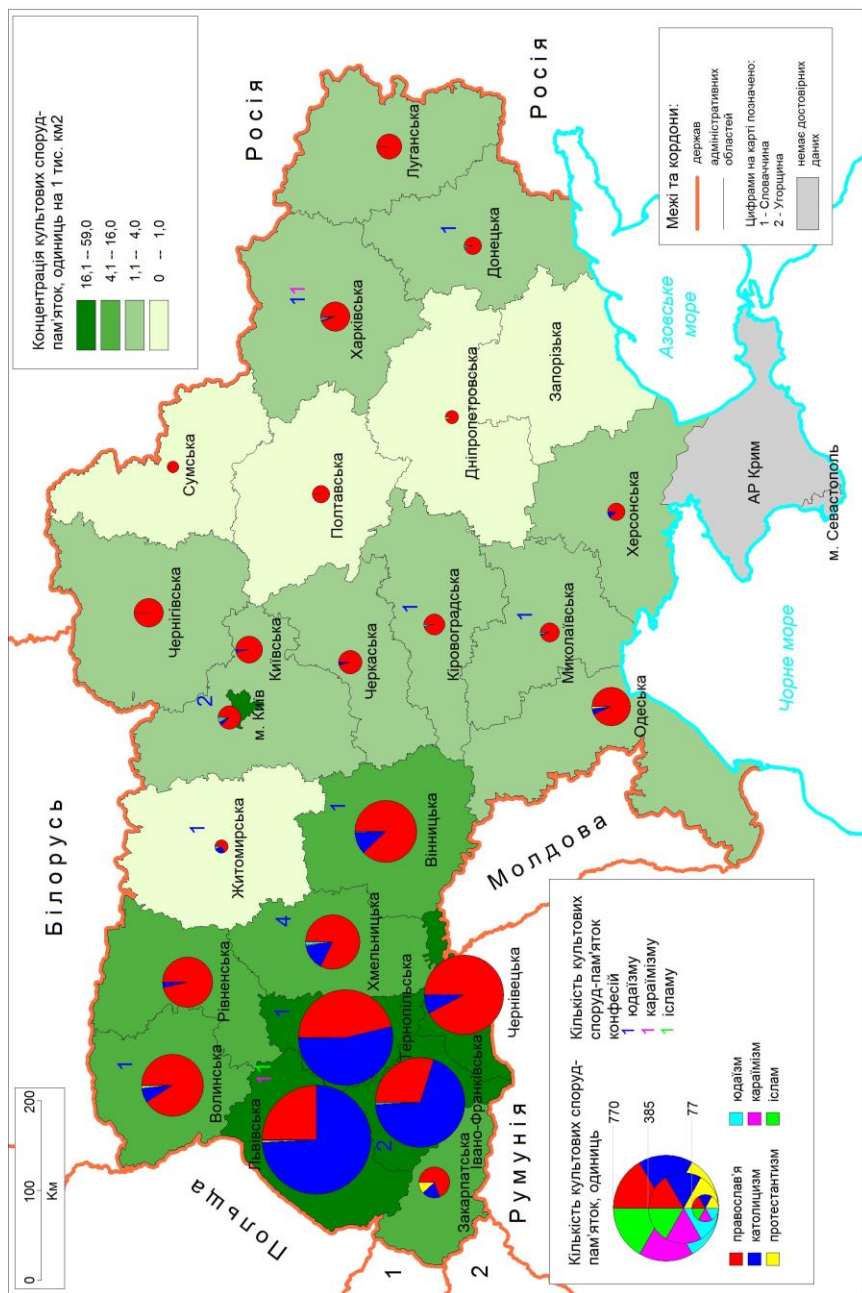 Концентрація культових споруд-
пам'яток, одиниць на 1 тис. км2
16,1 -- 59,0
4,1 -- 16,0
1,1 -- 4,0
0 -- 1,0
0
100
200
Км
Білорусь
Росія
Росія
Польща
Румунія
Молдова
1
2
Чорне море
Азовське
море
Волинська
1
Рівненська
Житомирська
1
м. Київ
2
Київська
Чернігівська
Сумська
Львівська
1
1
Тернопільська
1
Хмельницька
4
Вінницька
1
Черкаська
Полтавська
Харківська
1
1
Луганська
Закарпатська
Івано-Франківська
2
Чернівецька
Кіровоградська
1
Дніпропетровська
Донецька
1
Запорізька
Миколаївська
1
Одеська
Херсонська
АР Крим
м. Севастополь
Кількість культових споруд-
пам'яток, одиниць
770
385
77
православ'я
католицизм
протестантизм
юдаїзм
караїмізм
іслам
Кількість культових
споруд-пам'яток
конфесій
1 юдаїзму
1 караїмізму
1 ісламу
Межі та кордони:
держав
адміністративних
областей
Цифрами на карті позначено:
1 - Словаччина
2 - Угорщина
немає достовірних
даних